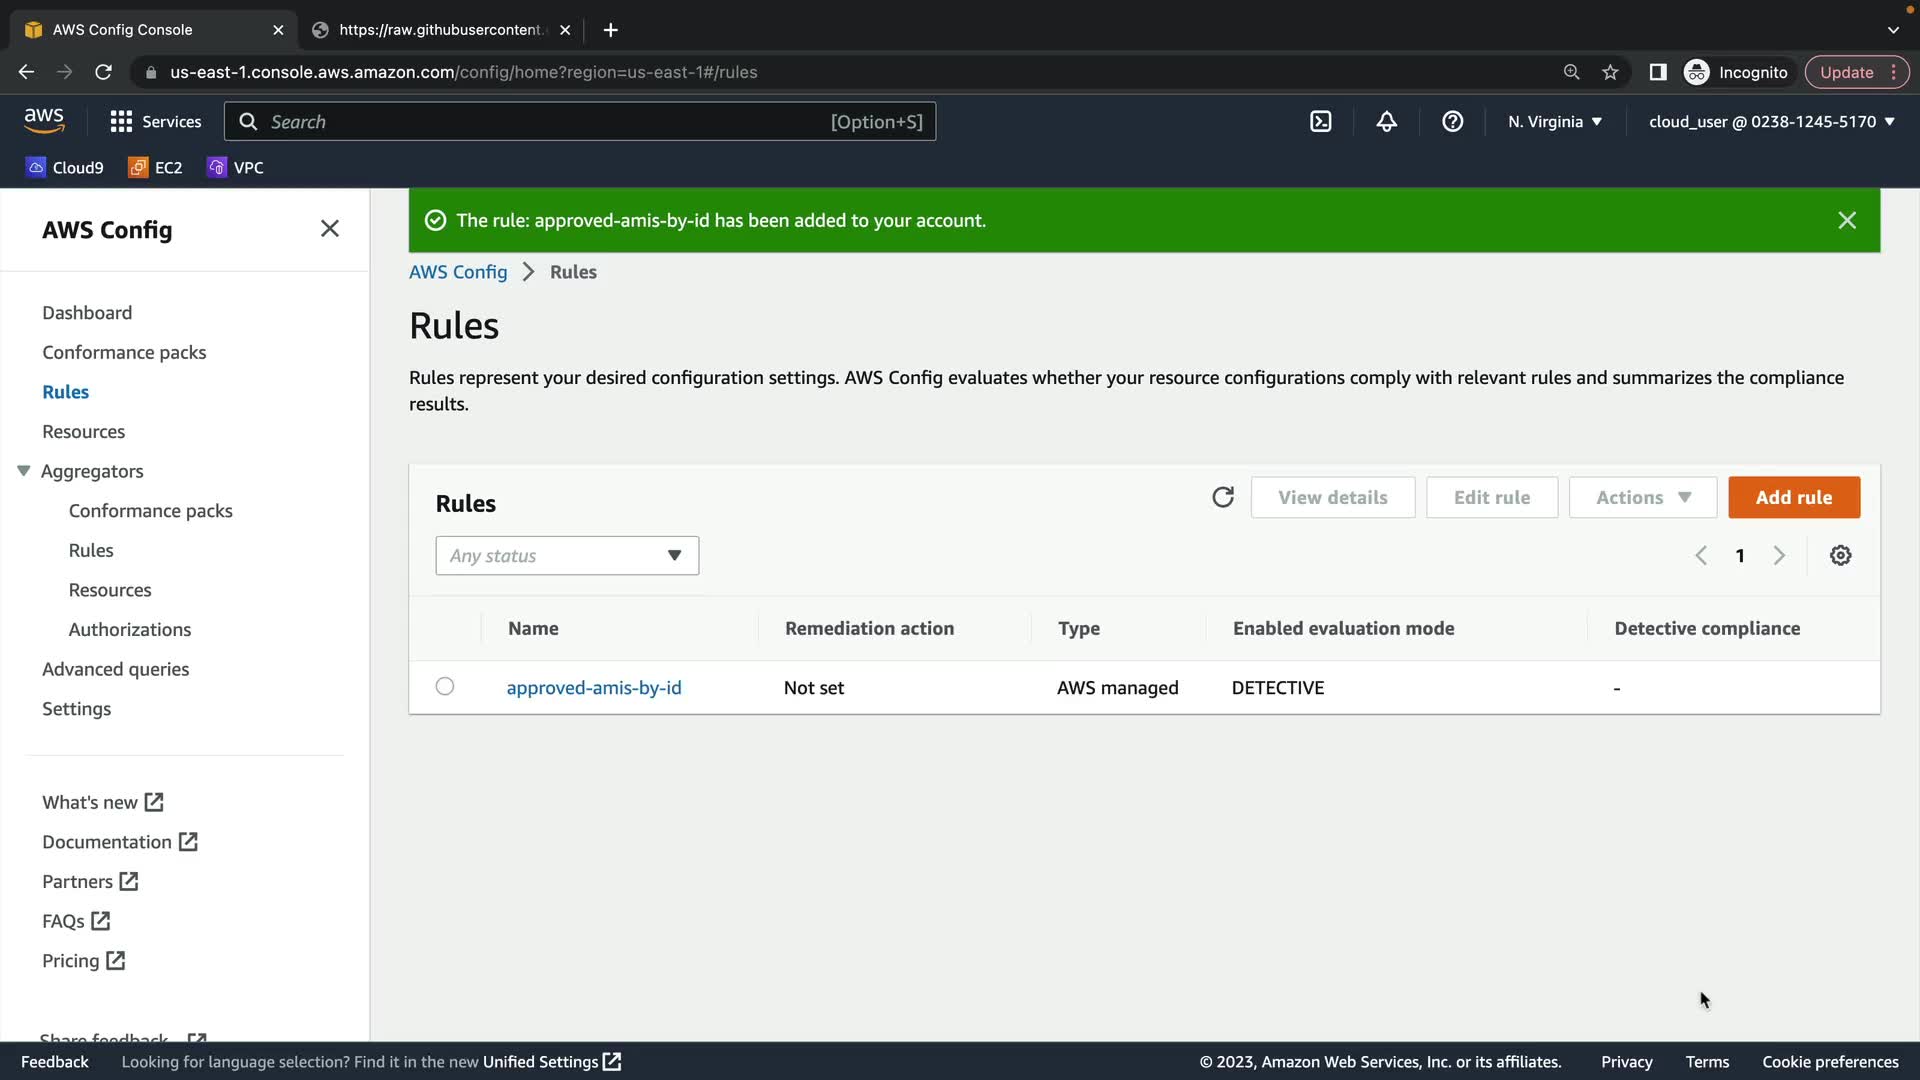 AWS Config Console
https://raw.githubusercontent.
us-east-1.console.aws.amazon.com/config/home?region=us-east-1#/rules
Incognito
Update
aws
Services
Search
[Option+S]
N. Virginia
cloud_user @ 0238-1245-5170
Cloud9
EC2
VPC
AWS Config
The rule: approved-amis-by-id has been added to your account.
AWS Config
Rules
Dashboard
Conformance packs
Rules
Resources
Aggregators
Conformance packs
Rules
Resources
Authorizations
Advanced queries
Settings
What's new
Documentation
Partners
FAQs
Pricing
Share feedback
Rules
Rules represent your desired configuration settings. AWS Config evaluates whether your resource configurations comply with relevant rules and summarizes the compliance
results.
Rules
View details
Edit rule
Actions
Add rule
Any status
1
Name
Remediation action
Type
Enabled evaluation mode
Detective compliance
approved-amis-by-id
Not set
AWS managed
DETECTIVE
-
Feedback
Looking for language selection? Find it in the new Unified Settings
© 2023, Amazon Web Services, Inc. or its affiliates.
Privacy
Terms
Cookie preferences